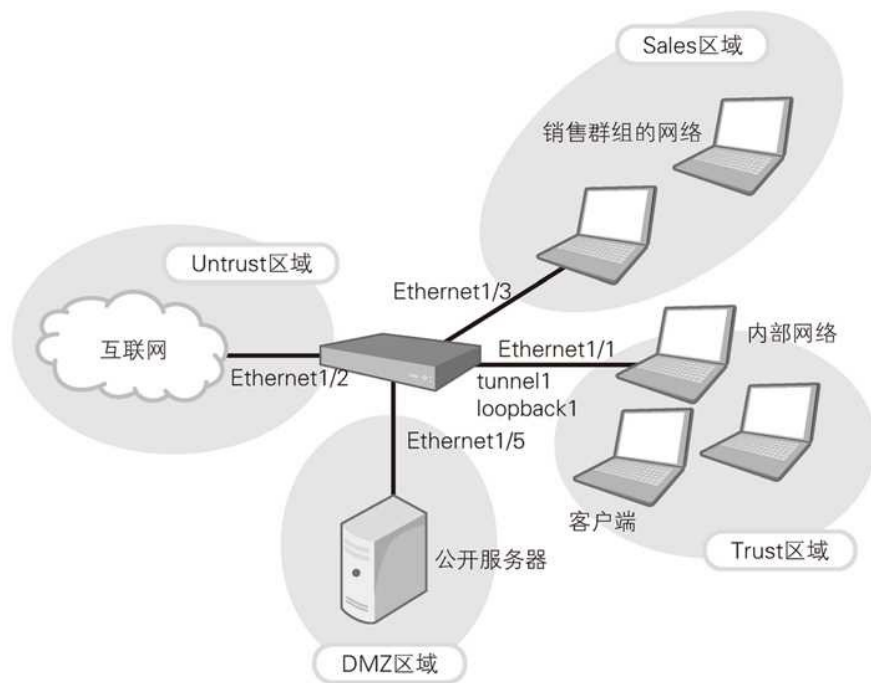 Sales区域
销售群组的网络
Untrust区域
Ethernet1/3
互联网
Ethernet1/2
Ethernet1/1
内部网络
tunnel1
loopback1
Ethernet1/5
客户端
公开服务器
Trust区域
DMZ区域